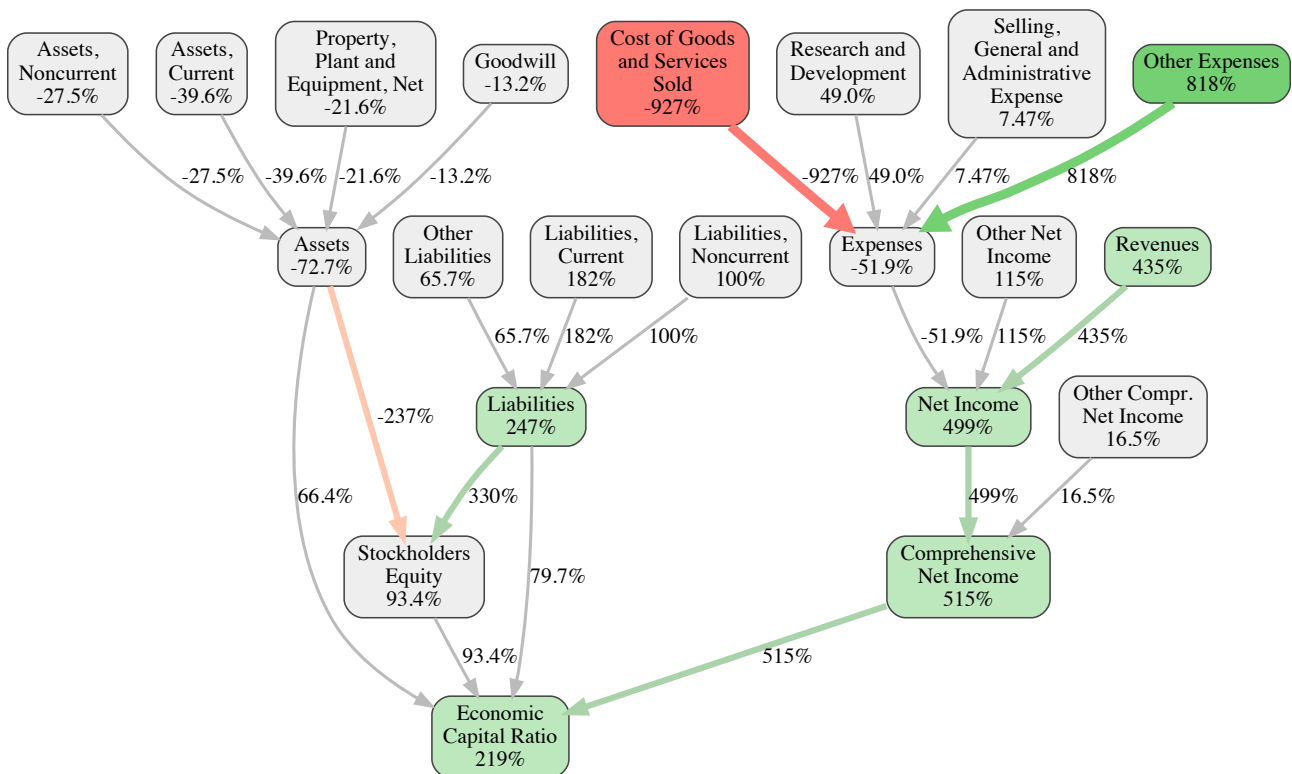 Assets,
Noncurrent
-27.5%
Assets,
Current
-39.6%
Property,
Plant and
Equipment, Net
-21.6%
Goodwill
-13.2%
Cost of Goods
and Services
Sold
-927%
Research and
Development
49.0%
Selling,
General and
Administrative
Expense
7.47%
Other Expenses
818%
-27.5%
-39.6%
-21.6%
-13.2%
-927%
49.0%
7.47%
818%
Assets
-72.7%
Other
Liabilities
65.7%
Liabilities,
Current
182%
Liabilities,
Noncurrent
100%
Expenses
-51.9%
Other Net
Income
115%
Revenues
435%
65.7%
182%
100%
-51.9%
115%
435%
-237%
Liabilities
247%
Net Income
499%
Other Compr.
Net Income
16.5%
66.4%
330%
499%
16.5%
Stockholders
Equity
93.4%
79.7%
Comprehensive
Net Income
515%
93.4%
515%
Economic
Capital Ratio
219%